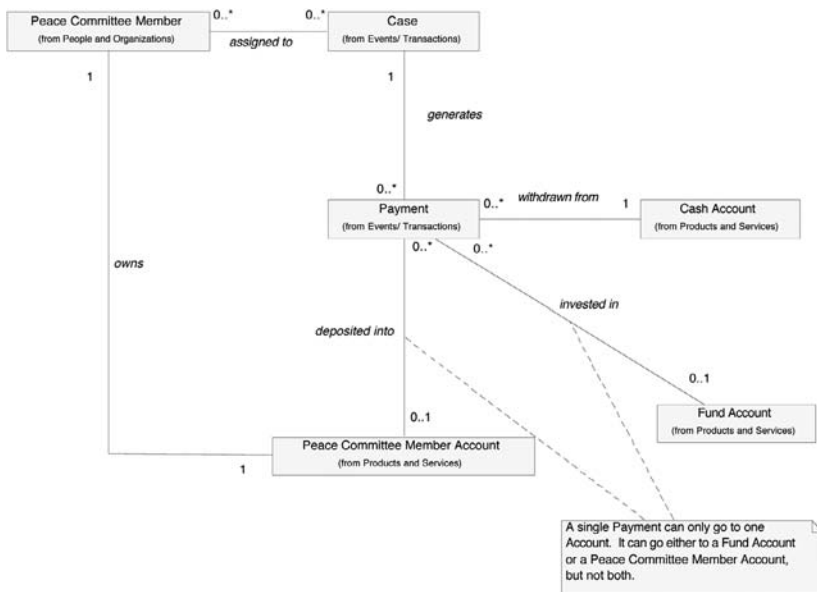 Peace Committee Member
(from People and Organizations)
0..*
0..*
assigned to
Case
(from Events/ Transactions)
1
1
generates
0..*
Payment
(from Events/ Transactions)
0..*
withdrawn from
1
Cash Account
(from Products and Services)
0..*
0..*
owns
invested in
deposited into
0..1
0..1
Fund Account
(from Products and Services)
Peace Committee Member Account
(from Products and Services)
1
A single Payment can only go to one
Account. It can go either to a Fund Account
or a Peace Committee Member Account,
but not both.